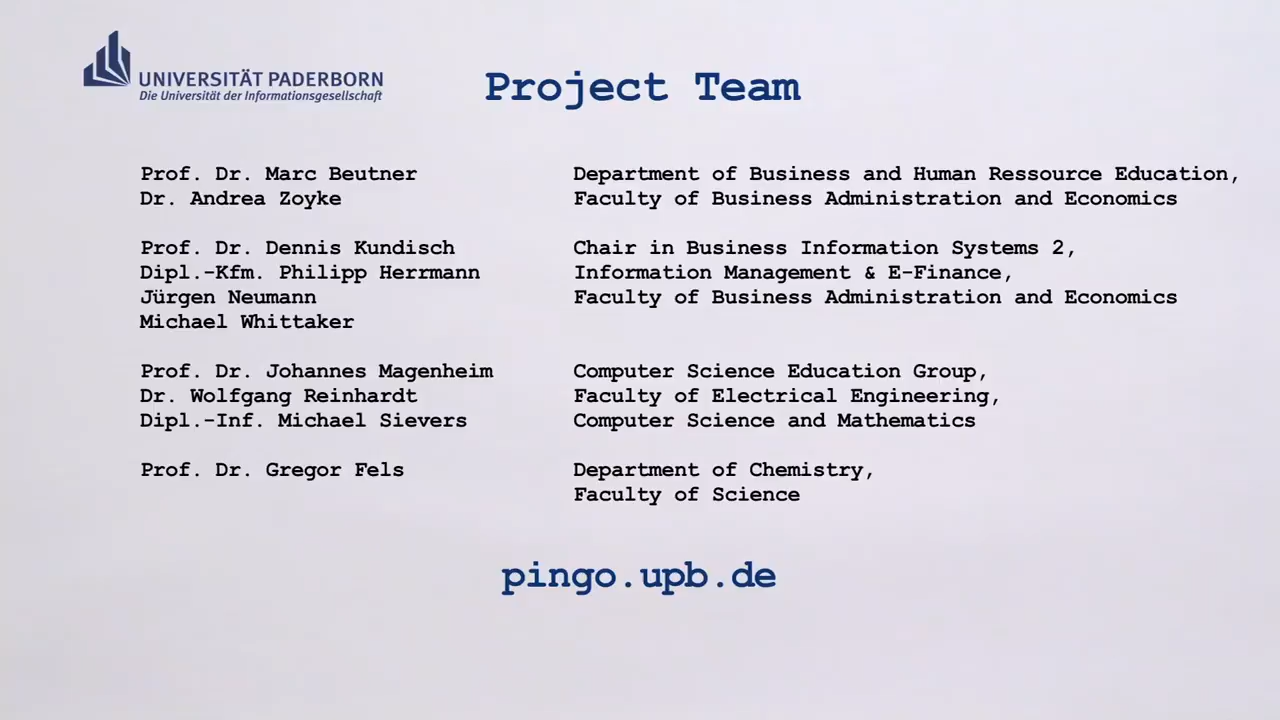 UNIVERSITÄT PADERBORN
Die Universität der Informationsgesellschaft
Project Team
Prof. Dr. Marc Beutner
Dr. Andrea Zoyke
Department of Business and Human Ressource Education,
Faculty of Business Administration and Economics
Prof. Dr. Dennis Kundisch
Dipl.-Kfm. Philipp Herrmann
Jürgen Neumann
Michael Whittaker
Chair in Business Information Systems 2,
Information Management & E-Finance,
Faculty of Business Administration and Economics
Prof. Dr. Johannes Magenheim
Dr. Wolfgang Reinhardt
Dipl.-Inf. Michael Sievers
Computer Science Education Group,
Faculty of Electrical Engineering,
Computer Science and Mathematics
Prof. Dr. Gregor Fels
Department of Chemistry,
Faculty of Science
pingo.upb.de